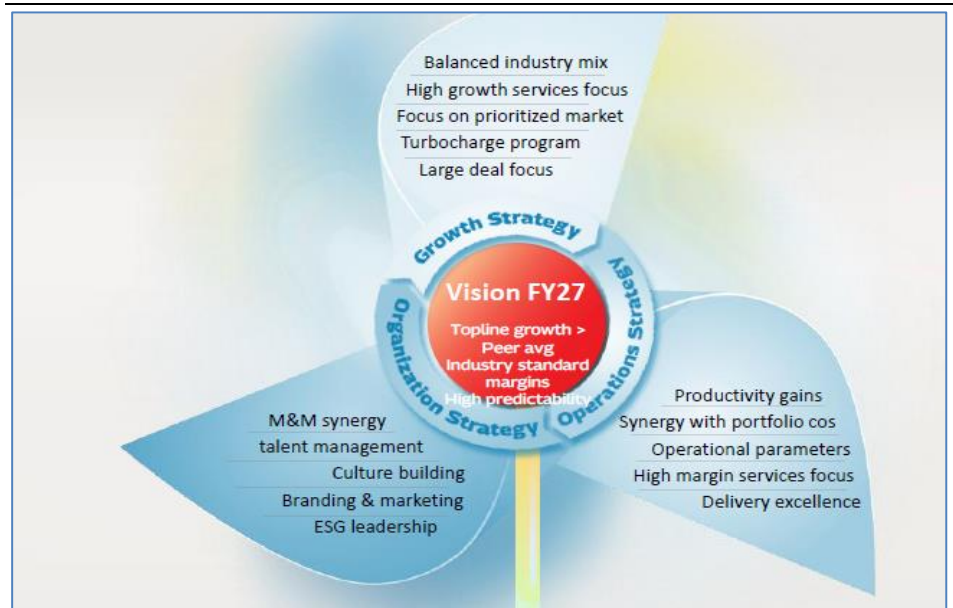 Balanced industry mix
High growth services focus
Focus on prioritized market
Turbocharge program
Large deal focus
Growth Strategy
Operations Strategy
Organization Strategy
Vision FY27
Topline growth >
Peer avg
Industry standard
margins
High predictability
Productivity gains
Synergy with portfolio cos
Operational parameters
High margin services focus
Delivery excellence
M&M synergy
talent management
Culture building
Branding & marketing
ESG leadership